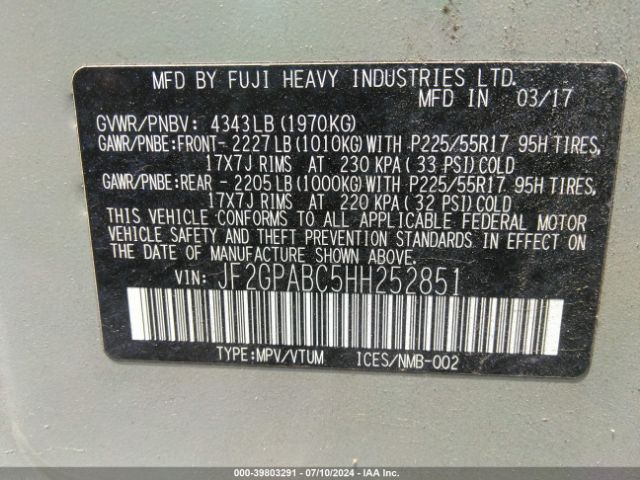 MFD BY FUJI HEAVY INDUSTRIES LTD.
MFD IN 03/17
GVWR/PNBV: 4343LB (1970KG)
GAWR/PNBE:FRONT- 2227 LB (1010KG) WITH P225/55R17 95H TIRES,
17X7J RIMS AT 230 KPA (33 PSI) COLD
GAWR/PNBE:REAR - 2205 LB (1000KG) WITH P225/55R17 95H TIRES,
17X7J RIMS AT 220 KPA (32 PSI) COLD
THIS VEHICLE CONFORMS TO ALL APPLICABLE FEDERAL MOTOR
VEHICLE SAFETY AND THEFT PREVENTION STANDARDS IN EFFECT ON
THE DATE OF MANUFACTURE SHOWN ABOVE.
VIN: JF2GPABC5HH252851
TYPE:MPV/VTUM ICES/NMB-002
000-39803291 - 07/10/2024 - IAAI.COM